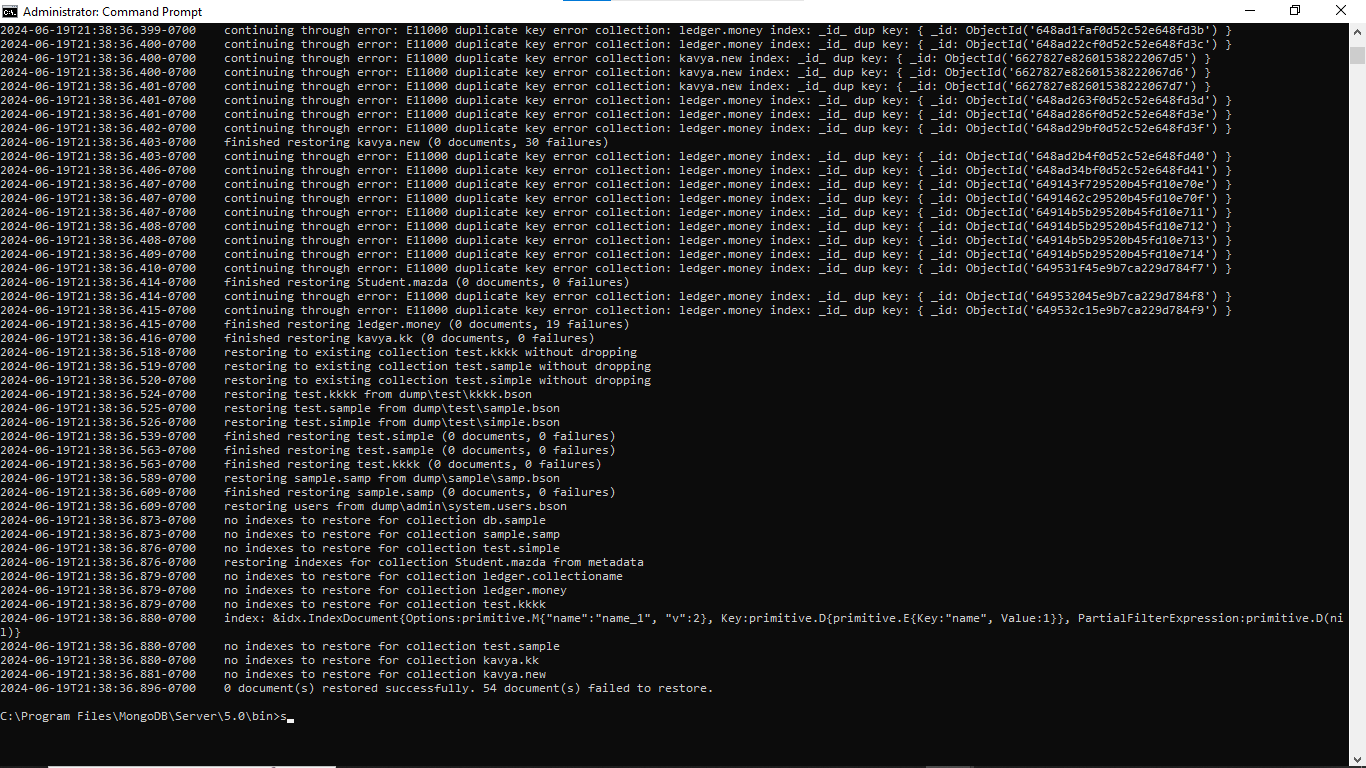 Administrator: Command Prompt
2024-06-19T21:38:36.399-0700    continuing through error: E11000 duplicate key error collection: ledger.money index: _id_ dup key: { _id: ObjectId('648ad1faf0d52c52e648fd3b') }
2024-06-19T21:38:36.400-0700    continuing through error: E11000 duplicate key error collection: ledger.money index: _id_ dup key: { _id: ObjectId('648ad22cf0d52c52e648fd3c') }
2024-06-19T21:38:36.400-0700    continuing through error: E11000 duplicate key error collection: kavya.new index: _id_ dup key: { _id: ObjectId('6627827e82601538222067d5') }
2024-06-19T21:38:36.400-0700    continuing through error: E11000 duplicate key error collection: kavya.new index: _id_ dup key: { _id: ObjectId('6627827e82601538222067d6') }
2024-06-19T21:38:36.401-0700    continuing through error: E11000 duplicate key error collection: kavya.new index: _id_ dup key: { _id: ObjectId('6627827e82601538222067d7') }
2024-06-19T21:38:36.401-0700    continuing through error: E11000 duplicate key error collection: ledger.money index: _id_ dup key: { _id: ObjectId('648ad263f0d52c52e648fd3d') }
2024-06-19T21:38:36.401-0700    continuing through error: E11000 duplicate key error collection: ledger.money index: _id_ dup key: { _id: ObjectId('648ad286f0d52c52e648fd3e') }
2024-06-19T21:38:36.402-0700    continuing through error: E11000 duplicate key error collection: ledger.money index: _id_ dup key: { _id: ObjectId('648ad29bf0d52c52e648fd3f') }
2024-06-19T21:38:36.403-0700    finished restoring kavya.new (0 documents, 30 failures)
2024-06-19T21:38:36.403-0700    continuing through error: E11000 duplicate key error collection: ledger.money index: _id_ dup key: { _id: ObjectId('648ad2b4f0d52c52e648fd40') }
2024-06-19T21:38:36.406-0700    continuing through error: E11000 duplicate key error collection: ledger.money index: _id_ dup key: { _id: ObjectId('648ad34bf0d52c52e648fd41') }
2024-06-19T21:38:36.407-0700    continuing through error: E11000 duplicate key error collection: ledger.money index: _id_ dup key: { _id: ObjectId('649143f729520b45fd10e70e') }
2024-06-19T21:38:36.407-0700    continuing through error: E11000 duplicate key error collection: ledger.money index: _id_ dup key: { _id: ObjectId('6491462c29520b45fd10e70f') }
2024-06-19T21:38:36.407-0700    continuing through error: E11000 duplicate key error collection: ledger.money index: _id_ dup key: { _id: ObjectId('64914b5b29520b45fd10e711') }
2024-06-19T21:38:36.408-0700    continuing through error: E11000 duplicate key error collection: ledger.money index: _id_ dup key: { _id: ObjectId('64914b5b29520b45fd10e712') }
2024-06-19T21:38:36.408-0700    continuing through error: E11000 duplicate key error collection: ledger.money index: _id_ dup key: { _id: ObjectId('64914b5b29520b45fd10e713') }
2024-06-19T21:38:36.409-0700    continuing through error: E11000 duplicate key error collection: ledger.money index: _id_ dup key: { _id: ObjectId('64914b5b29520b45fd10e714') }
2024-06-19T21:38:36.410-0700    continuing through error: E11000 duplicate key error collection: ledger.money index: _id_ dup key: { _id: ObjectId('649531f45e9b7ca229d784f7') }
2024-06-19T21:38:36.414-0700    finished restoring Student.mazda (0 documents, 0 failures)
2024-06-19T21:38:36.414-0700    continuing through error: E11000 duplicate key error collection: ledger.money index: _id_ dup key: { _id: ObjectId('649532045e9b7ca229d784f8') }
2024-06-19T21:38:36.415-0700    continuing through error: E11000 duplicate key error collection: ledger.money index: _id_ dup key: { _id: ObjectId('649532c15e9b7ca229d784f9') }
2024-06-19T21:38:36.415-0700    finished restoring ledger.money (0 documents, 19 failures)
2024-06-19T21:38:36.416-0700    finished restoring kavya.kk (0 documents, 0 failures)
2024-06-19T21:38:36.518-0700    restoring to existing collection test.kkkk without dropping
2024-06-19T21:38:36.519-0700    restoring to existing collection test.sample without dropping
2024-06-19T21:38:36.520-0700    restoring to existing collection test.simple without dropping
2024-06-19T21:38:36.524-0700    restoring test.kkkk from dump\test\kkkk.bson
2024-06-19T21:38:36.525-0700    restoring test.sample from dump\test\sample.bson
2024-06-19T21:38:36.526-0700    restoring test.simple from dump\test\simple.bson
2024-06-19T21:38:36.539-0700    finished restoring test.simple (0 documents, 0 failures)
2024-06-19T21:38:36.563-0700    finished restoring test.sample (0 documents, 0 failures)
2024-06-19T21:38:36.563-0700    finished restoring test.kkkk (0 documents, 0 failures)
2024-06-19T21:38:36.589-0700    restoring sample.samp from dump\sample\samp.bson
2024-06-19T21:38:36.609-0700    finished restoring sample.samp (0 documents, 0 failures)
2024-06-19T21:38:36.609-0700    restoring users from dump\admin\system.users.bson
2024-06-19T21:38:36.873-0700    no indexes to restore for collection db.sample
2024-06-19T21:38:36.873-0700    no indexes to restore for collection sample.samp
2024-06-19T21:38:36.876-0700    no indexes to restore for collection test.simple
2024-06-19T21:38:36.876-0700    restoring indexes for collection Student.mazda from metadata
2024-06-19T21:38:36.879-0700    no indexes to restore for collection ledger.collectioname
2024-06-19T21:38:36.879-0700    no indexes to restore for collection ledger.money
2024-06-19T21:38:36.879-0700    no indexes to restore for collection test.kkkk
2024-06-19T21:38:36.880-0700    index: &idx.IndexDocument{Options:primitive.M{"name":"name_1", "v":2}, Key:primitive.D{primitive.E{Key:"name", Value:1}}, PartialFilterExpression:primitive.D(ni
l)}
2024-06-19T21:38:36.880-0700    no indexes to restore for collection test.sample
2024-06-19T21:38:36.880-0700    no indexes to restore for collection kavya.kk
2024-06-19T21:38:36.881-0700    no indexes to restore for collection kavya.new
2024-06-19T21:38:36.896-0700    0 document(s) restored successfully. 54 document(s) failed to restore.
C:\Program Files\MongoDB\Server\5.0\bin>s